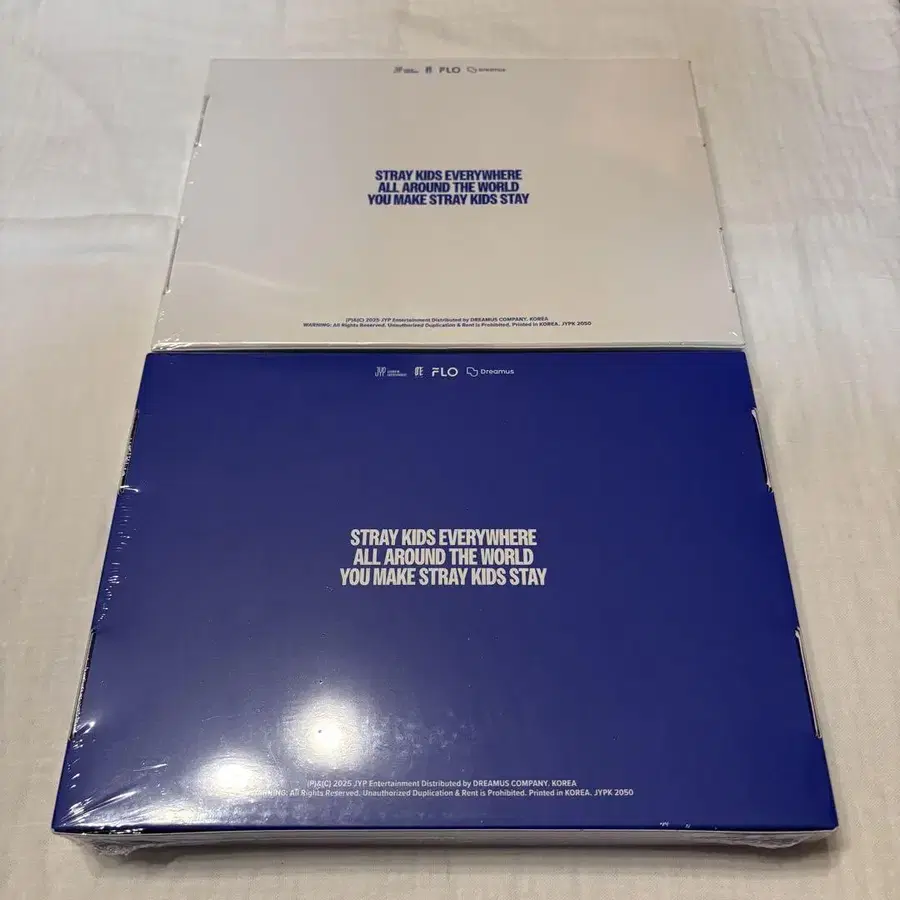 JYP FLO Dreamus
STRAY KIDS EVERYWHERE
ALL AROUND THE WORLD
YOU MAKE STRAY KIDS STAY
(P)&(C) 2025 JYP Entertainment Distributed by DREAMUS COMPANY. KOREA
WARNING: All Rights Reserved. Unauthorized Duplication & Rent is Prohibited. Printed in KOREA. JYPK 2050
JYP FLO Dreamus
STRAY KIDS EVERYWHERE
ALL AROUND THE WORLD
YOU MAKE STRAY KIDS STAY
(P)&(C) 2025 JYP Entertainment Distributed by DREAMUS COMPANY. KOREA
WARNING: All Rights Reserved. Unauthorized Duplication & Rent is Prohibited. Printed in KOREA. JYPK 2050